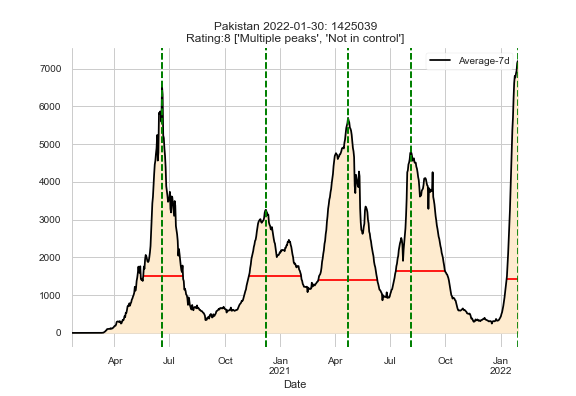 Pakistan 2022-01-30: 1425039
Rating:8 ['Multiple peaks', 'Not in control']
Average-7d
7000
6000
5000
4000
3000
2000
1000
0
Apr Jul Oct Jan Apr Jul Oct Jan
2021 2022
Date